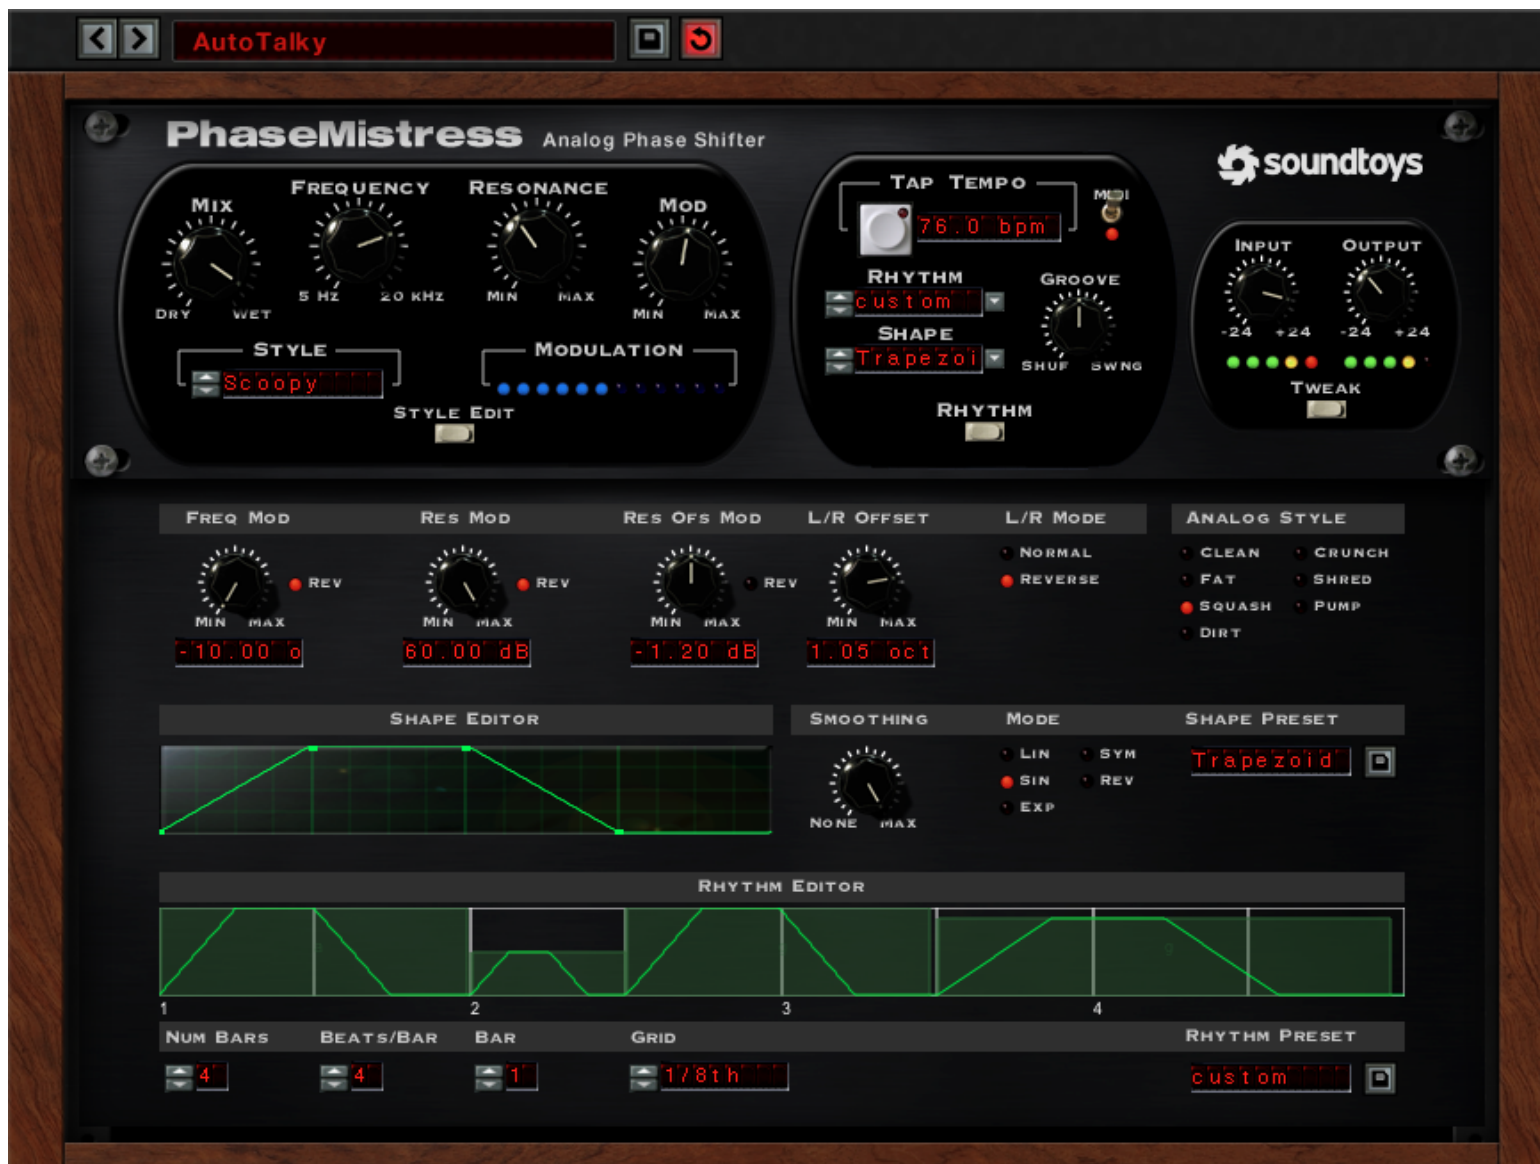 AutoTalky
PhaseMistress Analog Phase Shifter
soundtoys
MIX
FREQUENCY
RESONANCE
MOD
DRY WET
5 HZ 20 KHZ
MIN MAX
MIN MAX
STYLE
Scoopy
MODULATION
STYLE EDIT
TAP TEMPO
MIDI
76.0 bpm
RHYTHM
custom
GROOVE
SHAPE
Trapezoi
SHUF SWNG
RHYTHM
INPUT OUTPUT
-24 +24 -24 +24
TWEAK
FREQ MOD RES MOD RES OFS MOD L/R OFFSET L/R MODE ANALOG STYLE
REV REV REV
MIN MAX MIN MAX MIN MAX MIN MAX
-10.00 o 60.00 dB -1.20 dB 1.05 oct
NORMAL
REVERSE
CLEAN CRUNCH
FAT SHRED
SQUASH PUMP
DIRT
SHAPE EDITOR SMOOTHING MODE SHAPE PRESET
NONE MAX
LIN SYM
SIN REV
EXP
Trapezoid
RHYTHM EDITOR
1 2 3 4
NUM BARS BEATS/BAR BAR GRID RHYTHM PRESET
4 4 1 1/8th custom